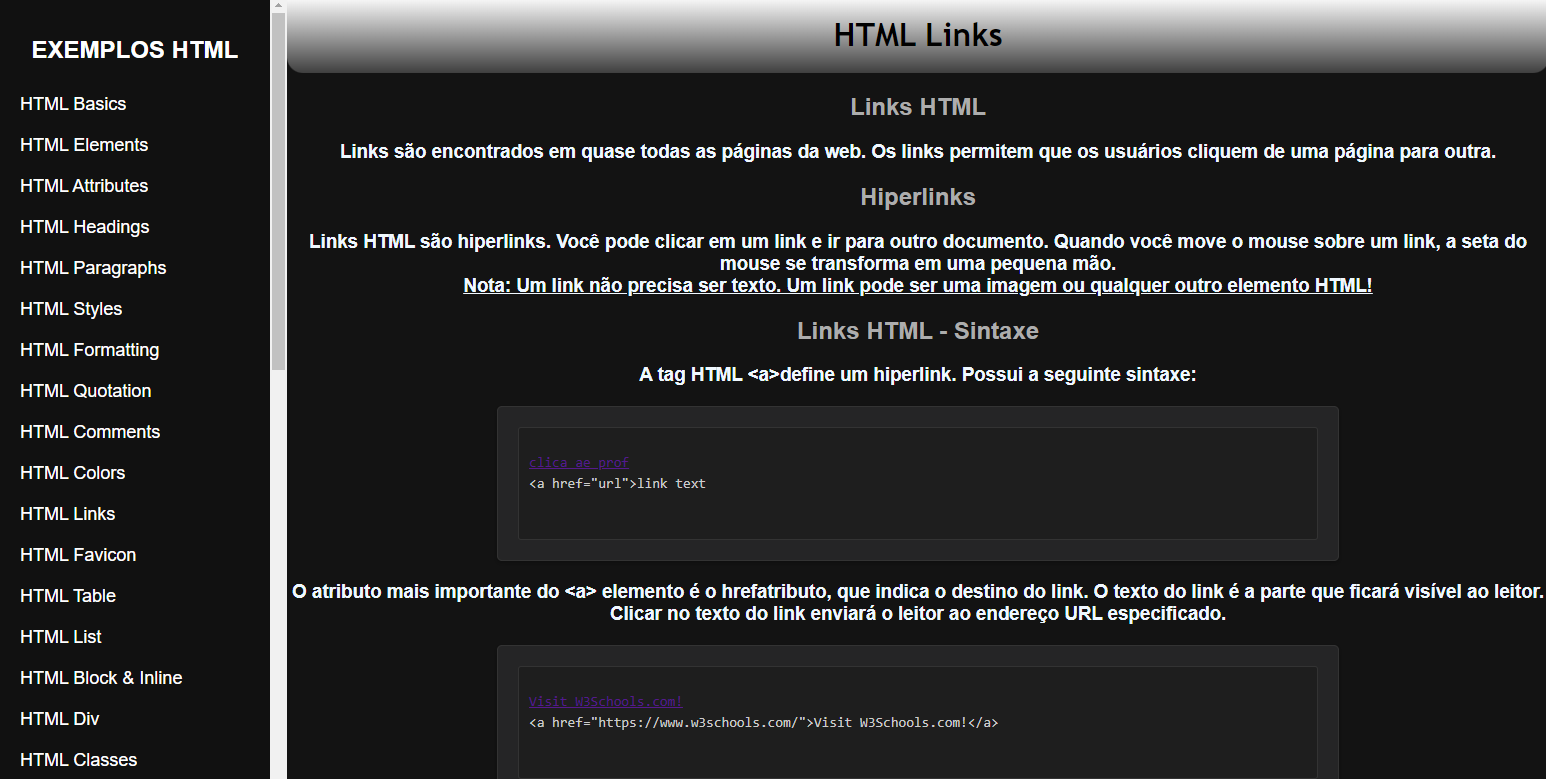 EXEMPLOS HTML
HTML Basics
HTML Elements
HTML Attributes
HTML Headings
HTML Paragraphs
HTML Styles
HTML Formatting
HTML Quotation
HTML Comments
HTML Colors
HTML Links
HTML Favicon
HTML Table
HTML List
HTML Block & Inline
HTML Div
HTML Classes
HTML Links
Links HTML
Links são encontrados em quase todas as páginas da web. Os links permitem que os usuários cliquem de uma página para outra.
Hiperlinks
Links HTML são hiperlinks. Você pode clicar em um link e ir para outro documento. Quando você move o mouse sobre um link, a seta do
mouse se transforma em uma pequena mão.
Nota: Um link não precisa ser texto. Um link pode ser uma imagem ou qualquer outro elemento HTML!
Links HTML - Sintaxe
A tag HTML <a>define um hiperlink. Possui a seguinte sintaxe:
clica ae prof
<a href="url">link text
O atributo mais importante do <a> elemento é o hrefatributo, que indica o destino do link. O texto do link é a parte que ficará visível ao leitor.
Clicar no texto do link enviará o leitor ao endereço URL especificado.
Visit W3Schools.com!
<a href="https://www.w3schools.com/">Visit W3Schools.com!</a>